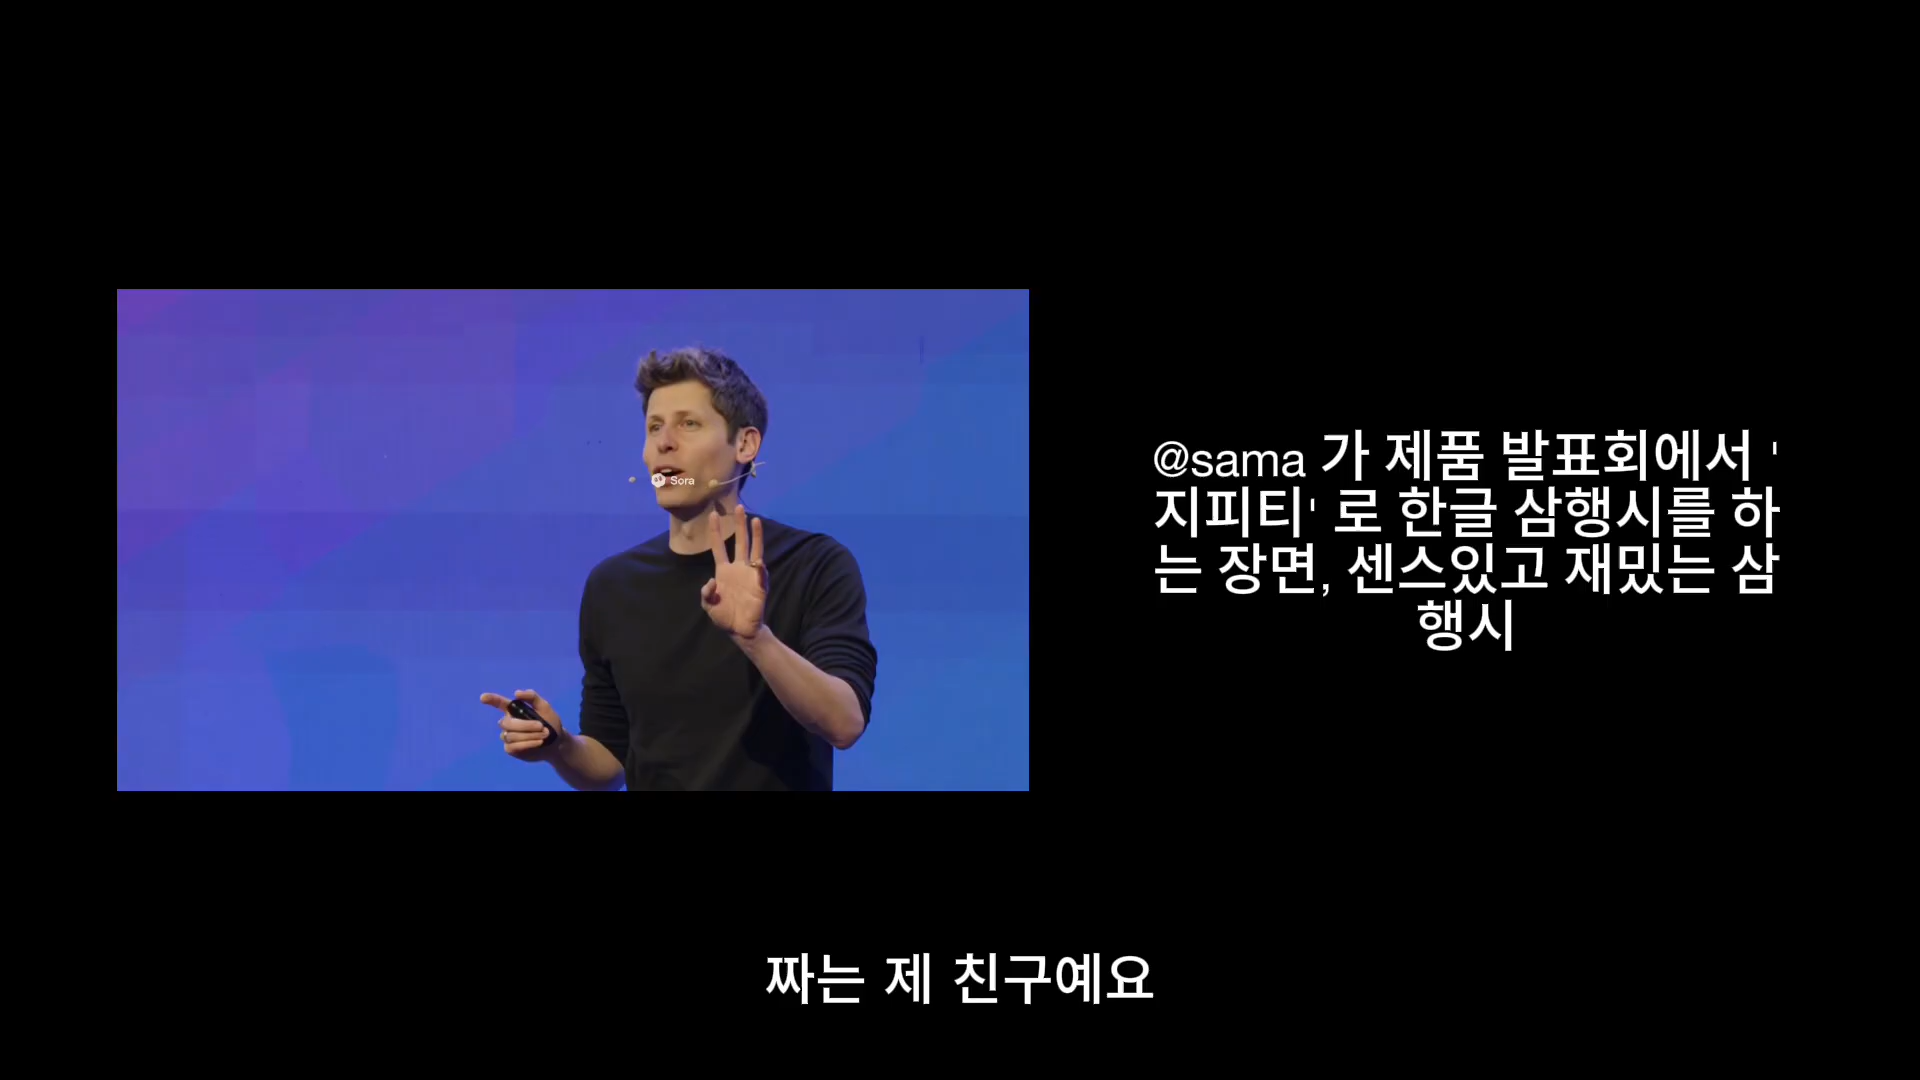 Sora
@sama 가 제품 발표회에서 '
지피티' 로 한글 삼행시를 하
는 장면, 센스있고 재밌는 삼
행시
짜는 제 친구예요